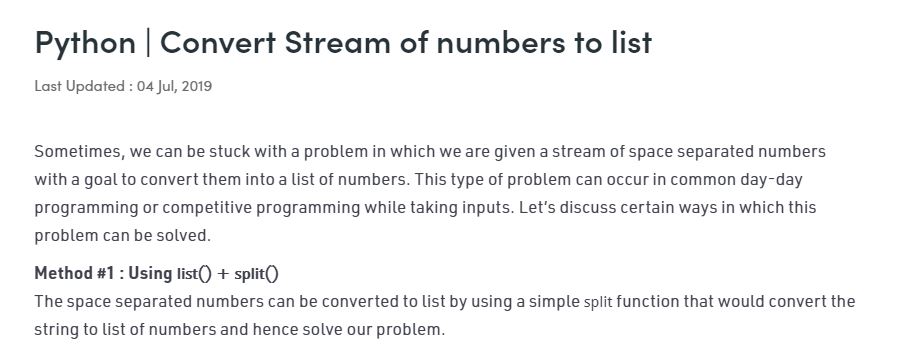 Python | Convert Stream of numbers to list
Last Updated : 04 Jul, 2019
Sometimes, we can be stuck with a problem in which we are given a stream of space separated numbers
with a goal to convert them into a list of numbers. This type of problem can occur in common day-day
programming or competitive programming while taking inputs. Let’s discuss certain ways in which this
problem can be solved.
Method #1 : Using list() + split()
The space separated numbers can be converted to list by using a simple split function that would convert the
string to list of numbers and hence solve our problem.